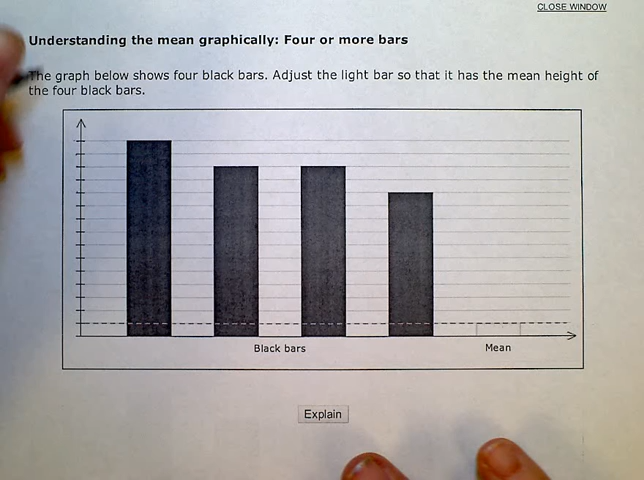 CLOSE WINDOW
Understanding the mean graphically: Four or more bars
The graph below shows four black bars. Adjust the light bar so that it has the mean height of
the four black bars.
Black bars
Mean
Explain